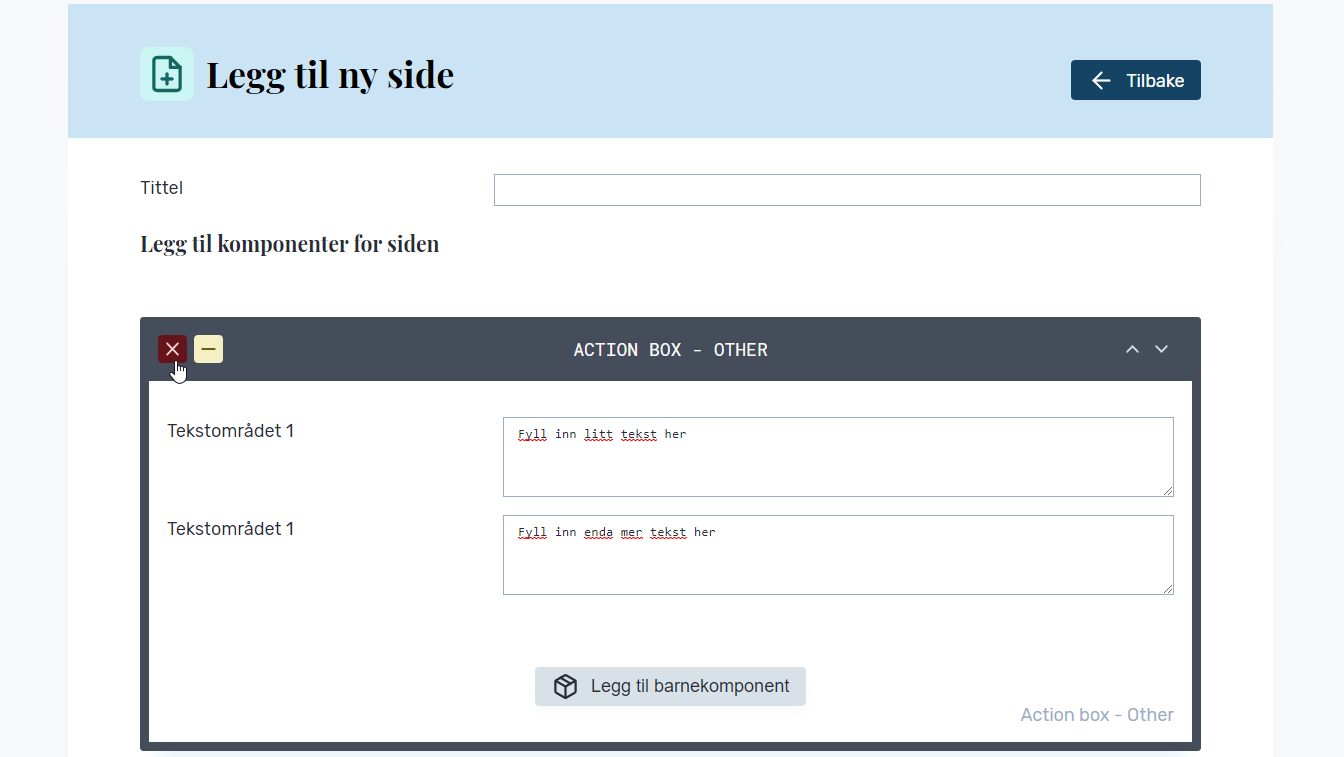 Legg til ny side
Tilbake
Tittel
Legg til komponenter for siden
ACTION BOX - OTHER
Tekstområdet 1
Fyll inn litt tekst her
Tekstområdet 1
Fyll inn enda mer tekst her
Legg til barnekomponent
Action box - Other